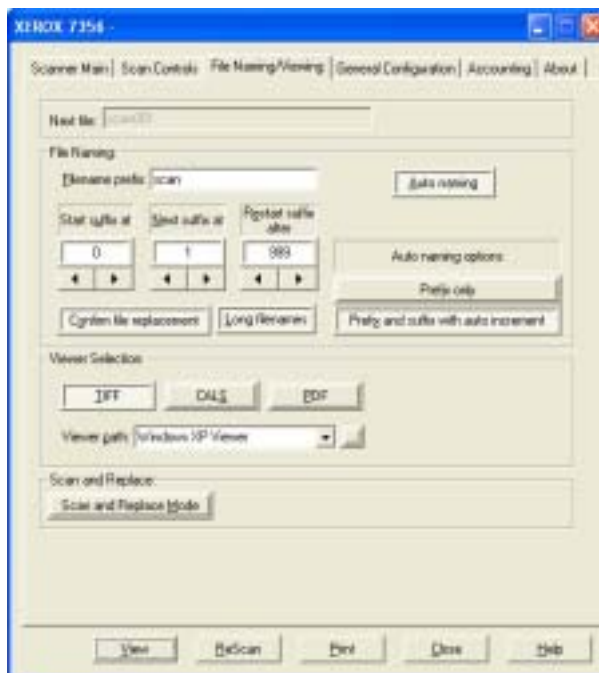 XEROX 7356 -
Scanner Main Scan Controls File Naming/Viewing General Configuration Accounting About
Next file: scan001
File Naming:
Filename prefix: scan
Auto naming
Start suffix at
Next suffix at
Restart suffix after
0
1
999
Auto naming options:
Prefix only
Confirm file replacement
Long filenames
Prefix and suffix with auto increment
Viewer Selection:
TIFF
CALS
PDF
Viewer path: Windows XP Viewer
...
Scan and Replace:
Scan and Replace Mode
View
ReScan
Print
Close
Help